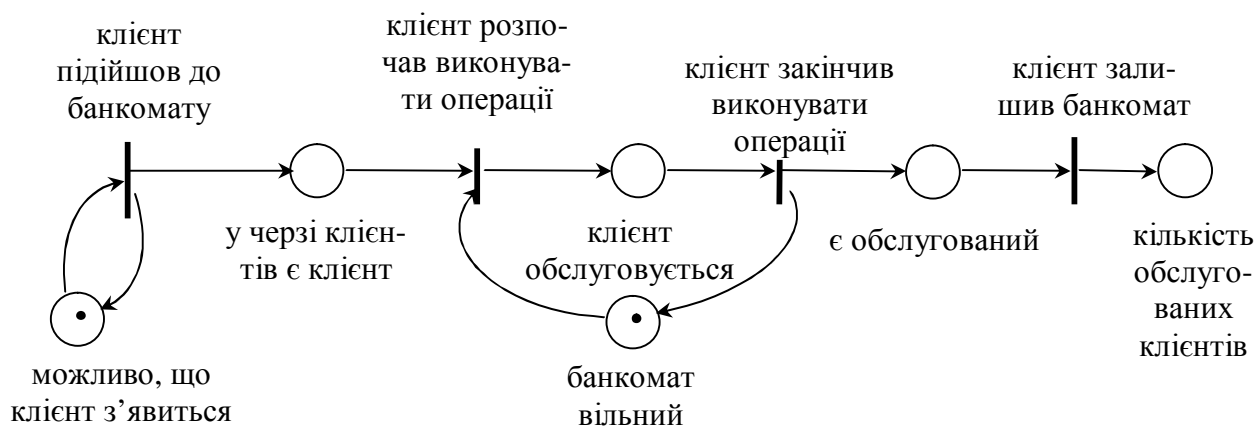 клієнт
підійшов до
банкомату
клієнт розпо-
чав виконува-
ти операції
клієнт закінчив
виконувати
операції
клієнт зали-
шив банкомат
у черзі клієн-
тів є клієнт
клієнт
обслуговується
є обслугований
кількість
обслуго-
ваних
клієнтів
можливо, що
клієнт з’явиться
банкомат
вільний